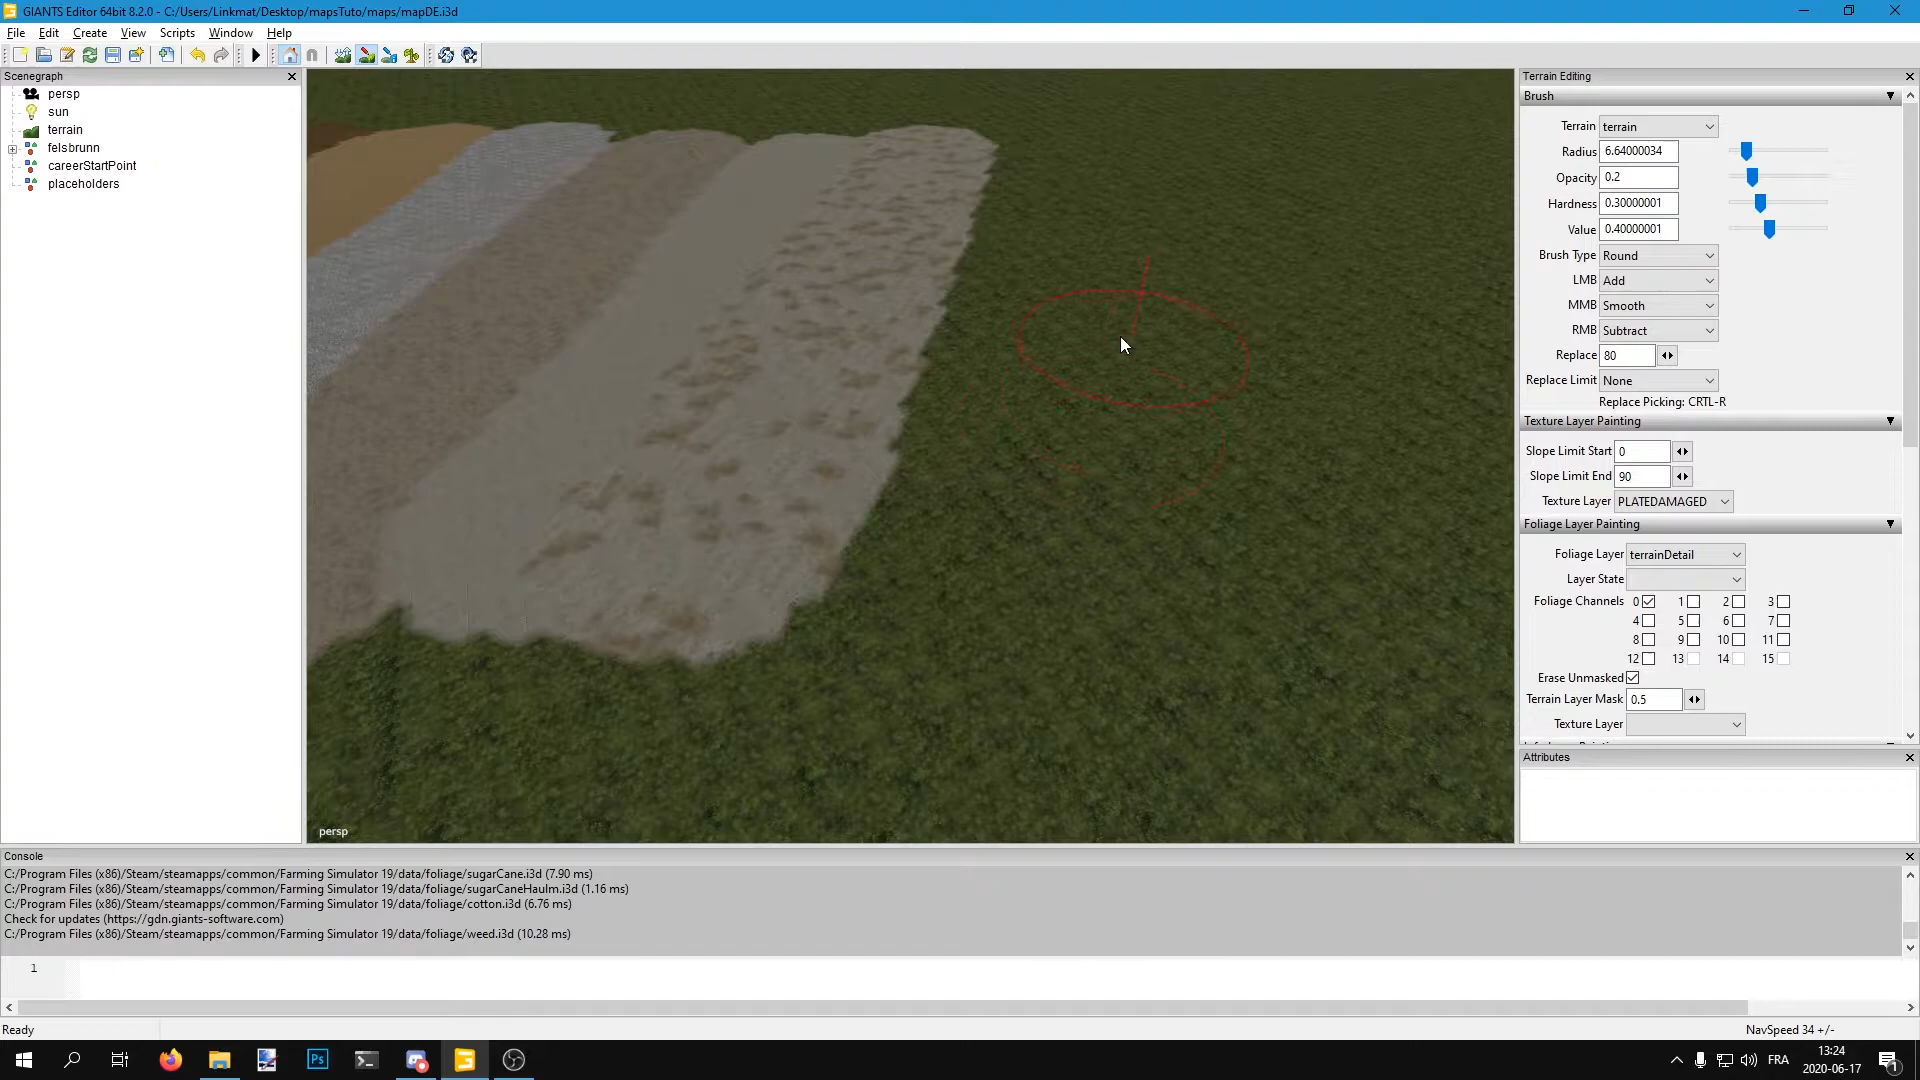 GIANTS Editor 64bit 8.2.0 - C:/Users/Linkmat/Desktop/mapsTuto/maps/mapDE.i3d
File Edit Create View Scripts Window Help
Scenegraph
persp
sun
terrain
felsbrunn
careerStartPoint
placeholders
persp
Terrain Editing
Brush
Terrain terrain
Radius 6.64000034
Opacity 0.2
Hardness 0.30000001
Value 0.40000001
Brush Type Round
LMB Add
MMB Smooth
RMB Subtract
Replace 80
Replace Limit None
Replace Picking: CRTL-R
Texture Layer Painting
Slope Limit Start 0
Slope Limit End 90
Texture Layer PLATEDAMAGED
Foliage Layer Painting
Foliage Layer terrainDetail
Layer State
Foliage Channels 0 1 2 3
4 5 6 7
8 9 10 11
12 13 14 15
Erase Unmasked
Terrain Layer Mask 0.5
Texture Layer
Attributes
Console
C:/Program Files (x86)/Steam/steamapps/common/Farming Simulator 19/data/foliage/sugarCane.i3d (7.90 ms)
C:/Program Files (x86)/Steam/steamapps/common/Farming Simulator 19/data/foliage/sugarCaneHaulm.i3d (1.16 ms)
C:/Program Files (x86)/Steam/steamapps/common/Farming Simulator 19/data/foliage/cotton.i3d (6.76 ms)
Check for updates (https://gdn.giants-software.com)
C:/Program Files (x86)/Steam/steamapps/common/Farming Simulator 19/data/foliage/weed.i3d (10.28 ms)
1
Ready
NavSpeed 34 +/-
Ps
FRA
13:24
2020-06-17
1